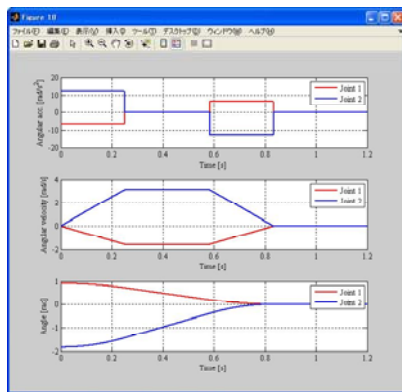 Figure 10
ファイル(F) 編集(E) 表示(V) 挿入(I) ツール(T) デスクトップ(D) ウィンドウ(W) ヘルプ(H)
20
10
0
-10
-20
Angular acc. [rad/s²]
Joint 1
Joint 2
0 0.2 0.4 0.6 0.8 1 1.2
Time [s]
4
2
0
-2
Angular velocity [rad/s]
Joint 1
Joint 2
0 0.2 0.4 0.6 0.8 1 1.2
Time [s]
1
0
-1
-2
Angle [rad]
Joint 1
Joint 2
0 0.2 0.4 0.6 0.8 1 1.2
Time [s]